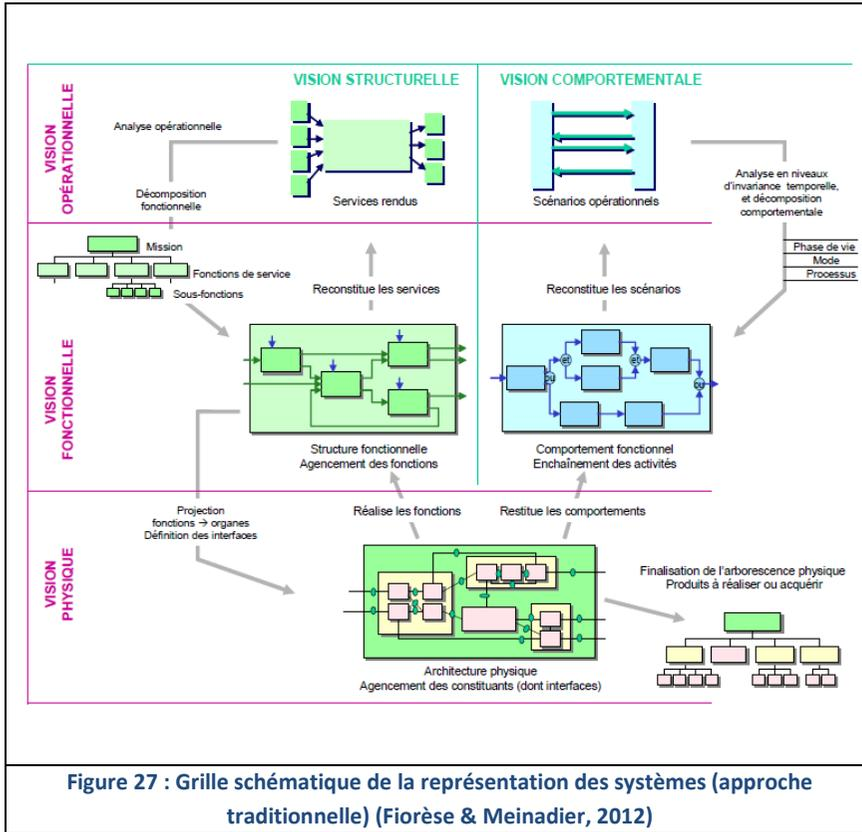 VISION STRUCTURELLE
VISION COMPORTEMENTALE
VISION
OPÉRATIONNELLE
Analyse opérationnelle
Décomposition
fonctionnelle
Services rendus
Scénarios opérationnels
Analyse en niveaux
d'invariance temporelle,
et décomposition
comportementale
Phase de vie
Mode
Processus
VISION
FONCTIONNELLE
Mission
Fonctions de service
Sous-fonctions
Reconstitue les services
Reconstitue les scénarios
ou
et
et
ou
Structure fonctionnelle
Agencement des fonctions
Comportement fonctionnel
Enchaînement des activités
VISION
PHYSIQUE
Projection
fonctions → organes
Définition des interfaces
Réalise les fonctions
Restitue les comportements
Finalisation de l'arborescence physique
Produits à réaliser ou acquérir
Architecture physique
Agencement des constituants (dont interfaces)
Figure 27 : Grille schématique de la représentation des systèmes (approche
traditionnelle) (Fiorèse & Meinadier, 2012)